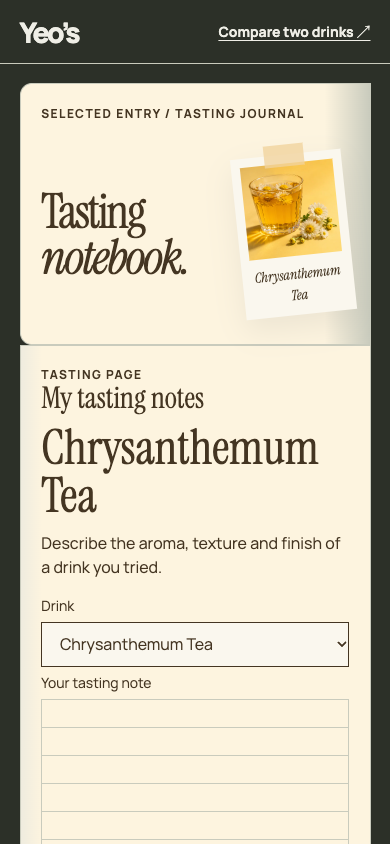 Yeo's
Compare two drinks ↗
SELECTED ENTRY / TASTING JOURNAL
Tasting
notebook.
Chrysanthemum
Tea
TASTING PAGE
My tasting notes
Chrysanthemum
Tea
Describe the aroma, texture and finish of
a drink you tried.
Drink
Chrysanthemum Tea
Your tasting note